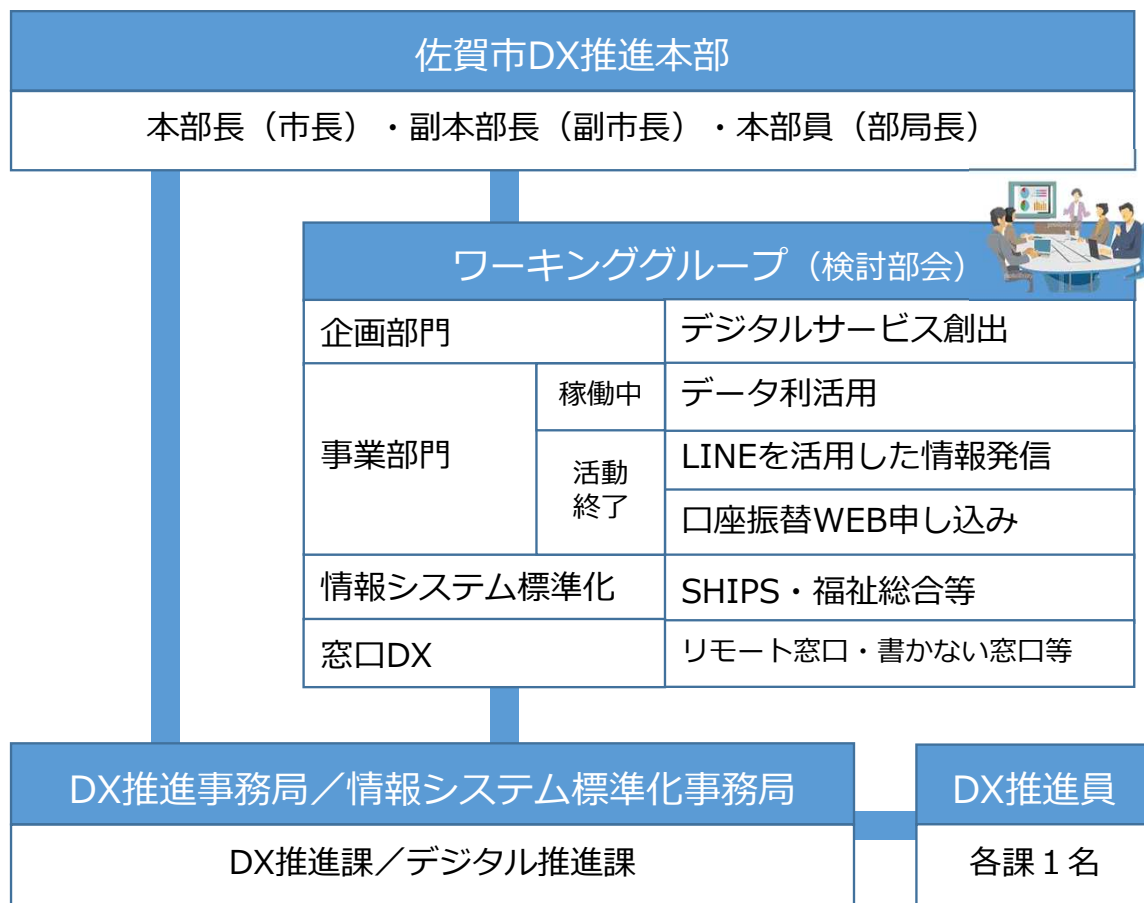 佐賀市DX推進本部
本部長（市長）・副本部長（副市長）・本部員（部局長）
ワーキンググループ（検討部会）
企画部門
デジタルサービス創出
事業部門
稼働中
データ利活用
活動
終了
LINEを活用した情報発信
口座振替WEB申し込み
情報システム標準化
SHIPS・福祉総合等
窓口DX
リモート窓口・書かない窓口等
DX推進事務局／情報システム標準化事務局
DX推進課／デジタル推進課
DX推進員
各課１名